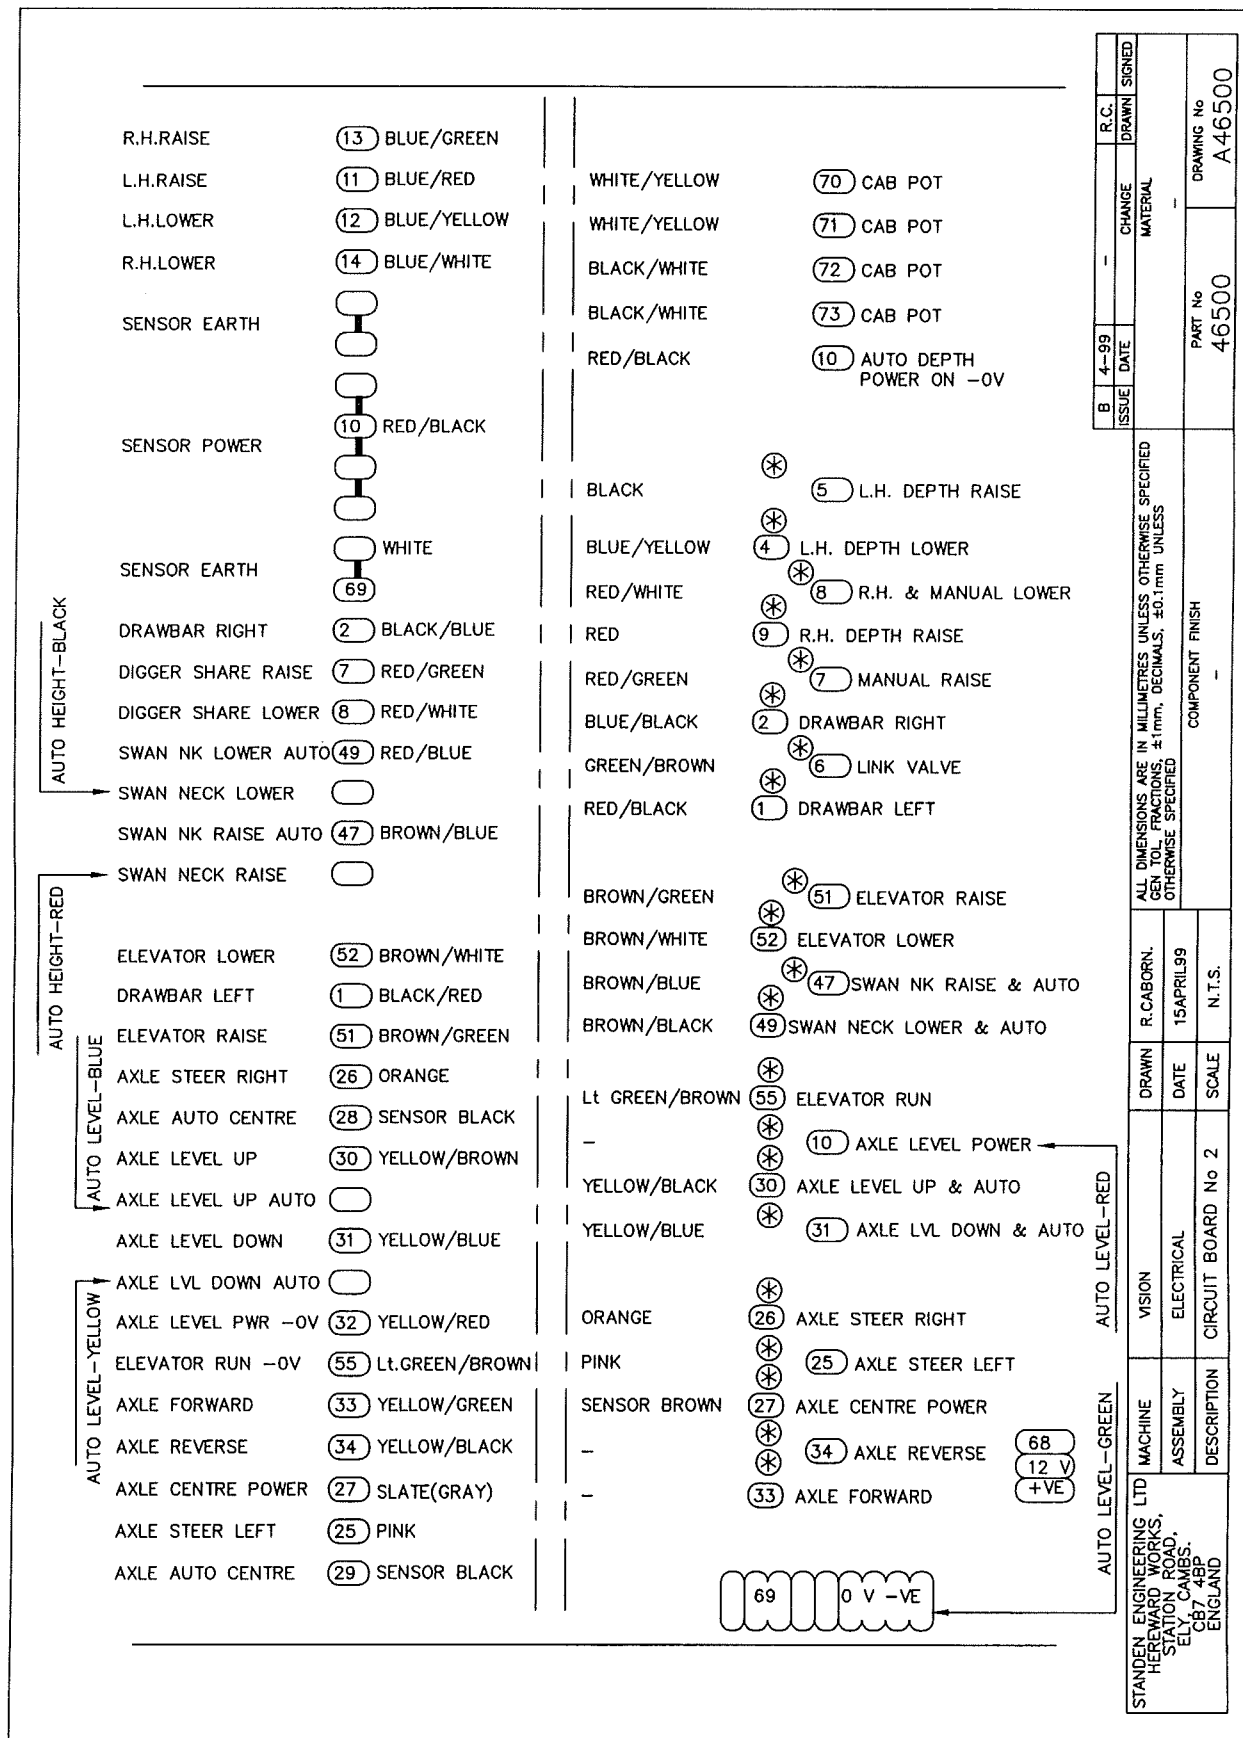 R.H.RAISE 13 BLUE/GREEN
L.H.RAISE 11 BLUE/RED
L.H.LOWER 12 BLUE/YELLOW
R.H.LOWER 14 BLUE/WHITE
SENSOR EARTH
10 RED/BLACK
SENSOR POWER
WHITE
SENSOR EARTH
69
DRAWBAR RIGHT 2 BLACK/BLUE
DIGGER SHARE RAISE 7 RED/GREEN
DIGGER SHARE LOWER 8 RED/WHITE
SWAN NK LOWER AUTO 49 RED/BLUE
SWAN NECK LOWER
SWAN NK RAISE AUTO 47 BROWN/BLUE
SWAN NECK RAISE
ELEVATOR LOWER 52 BROWN/WHITE
DRAWBAR LEFT 1 BLACK/RED
ELEVATOR RAISE 51 BROWN/GREEN
AXLE STEER RIGHT 26 ORANGE
AXLE AUTO CENTRE 28 SENSOR BLACK
AXLE LEVEL UP 30 YELLOW/BROWN
AXLE LEVEL UP AUTO
AXLE LEVEL DOWN 31 YELLOW/BLUE
AXLE LVL DOWN AUTO
AXLE LEVEL PWR -0V 32 YELLOW/RED
ELEVATOR RUN -0V 55 Lt.GREEN/BROWN
AXLE FORWARD 33 YELLOW/GREEN
AXLE REVERSE 34 YELLOW/BLACK
AXLE CENTRE POWER 27 SLATE(GRAY)
AXLE STEER LEFT 25 PINK
AXLE AUTO CENTRE 29 SENSOR BLACK
AUTO HEIGHT-BLACK
AUTO HEIGHT-RED
AUTO LEVEL-BLUE
AUTO LEVEL-YELLOW
WHITE/YELLOW 70 CAB POT
WHITE/YELLOW 71 CAB POT
BLACK/WHITE 72 CAB POT
BLACK/WHITE 73 CAB POT
RED/BLACK 10 AUTO DEPTH
POWER ON -0V
BLACK 5 L.H. DEPTH RAISE
BLUE/YELLOW 4 L.H. DEPTH LOWER
RED/WHITE 8 R.H. & MANUAL LOWER
RED 9 R.H. DEPTH RAISE
RED/GREEN 7 MANUAL RAISE
BLUE/BLACK 2 DRAWBAR RIGHT
GREEN/BROWN 6 LINK VALVE
RED/BLACK 1 DRAWBAR LEFT
BROWN/GREEN 51 ELEVATOR RAISE
BROWN/WHITE 52 ELEVATOR LOWER
BROWN/BLUE 47 SWAN NK RAISE & AUTO
BROWN/BLACK 49 SWAN NECK LOWER & AUTO
Lt GREEN/BROWN 55 ELEVATOR RUN
- 10 AXLE LEVEL POWER
YELLOW/BLACK 30 AXLE LEVEL UP & AUTO
YELLOW/BLUE 31 AXLE LVL DOWN & AUTO
ORANGE 26 AXLE STEER RIGHT
PINK 25 AXLE STEER LEFT
SENSOR BROWN 27 AXLE CENTRE POWER
- 34 AXLE REVERSE
- 33 AXLE FORWARD
68
12 V
+VE
69 0 V -VE
AUTO LEVEL-RED
AUTO LEVEL-GREEN
STANDEN ENGINEERING LTD
HEREWARD WORKS,
STATION ROAD,
ELY, CAMBS.
CB7 4BP
ENGLAND
MACHINE VISION
ASSEMBLY ELECTRICAL
DESCRIPTION CIRCUIT BOARD No 2
DRAWN R.CABORN.
DATE 15APRIL99
SCALE N.T.S.
ALL DIMENSIONS ARE IN MILLIMETRES UNLESS OTHERWISE SPECIFIED
GEN TOL, FRACTIONS, ±1mm, DECIMALS, ±0.1mm UNLESS
OTHERWISE SPECIFIED
COMPONENT FINISH
-
B 4-99 - R.C.
ISSUE DATE CHANGE DRAWN SIGNED
MATERIAL
-
PART No
46500
DRAWING No
A46500